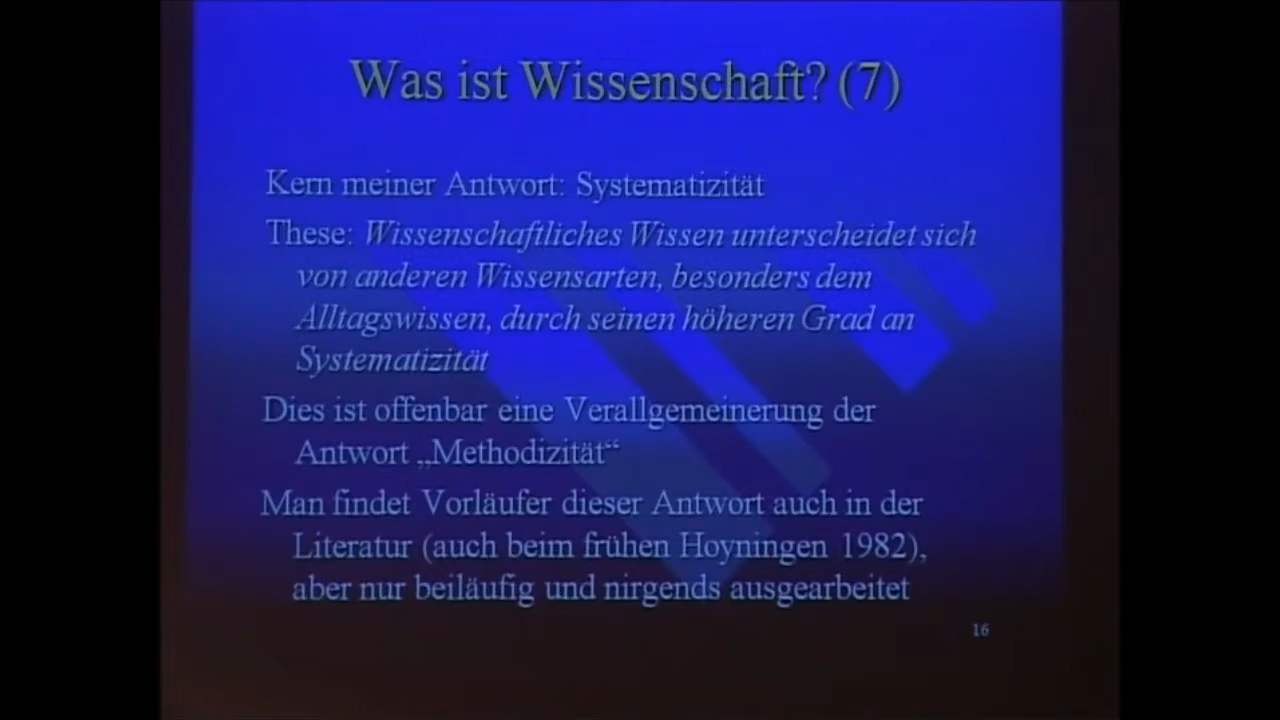 Was ist Wissenschaft? (7)
Kern meiner Antwort: Systematizität
These: Wissenschaftliches Wissen unterscheidet sich
von anderen Wissensarten, besonders dem
Alltagswissen, durch seinen höheren Grad an
Systematizität
Dies ist offenbar eine Verallgemeinerung der
Antwort „Methodizität“
Man findet Vorläufer dieser Antwort auch in der
Literatur (auch beim frühen Hoyningen 1982),
aber nur beiläufig und nirgends ausgearbeitet
16